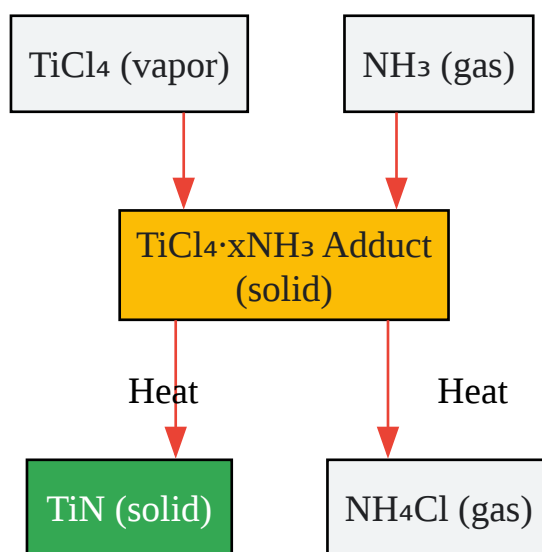 TiCl₄ (vapor)
NH₃ (gas)
TiCl₄·xNH₃ Adduct
(solid)
Heat
Heat
TiN (solid)
NH₄Cl (gas)